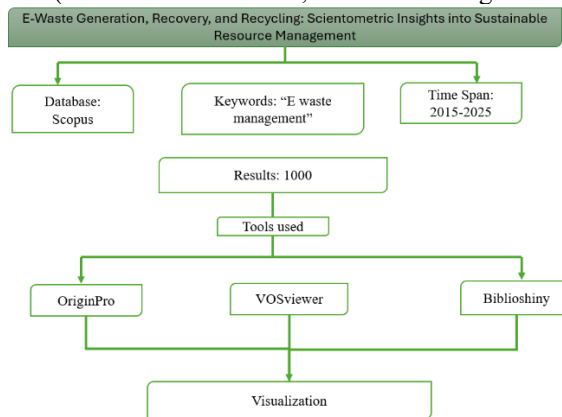 E-Waste Generation, Recovery, and Recycling: Scientometric Insights into Sustainable
Resource Management
Database:
Scopus
Keywords: “E waste
management”
Time Span:
2015-2025
Results: 1000
Tools used
OriginPro
VOSviewer
Biblioshiny
Visualization